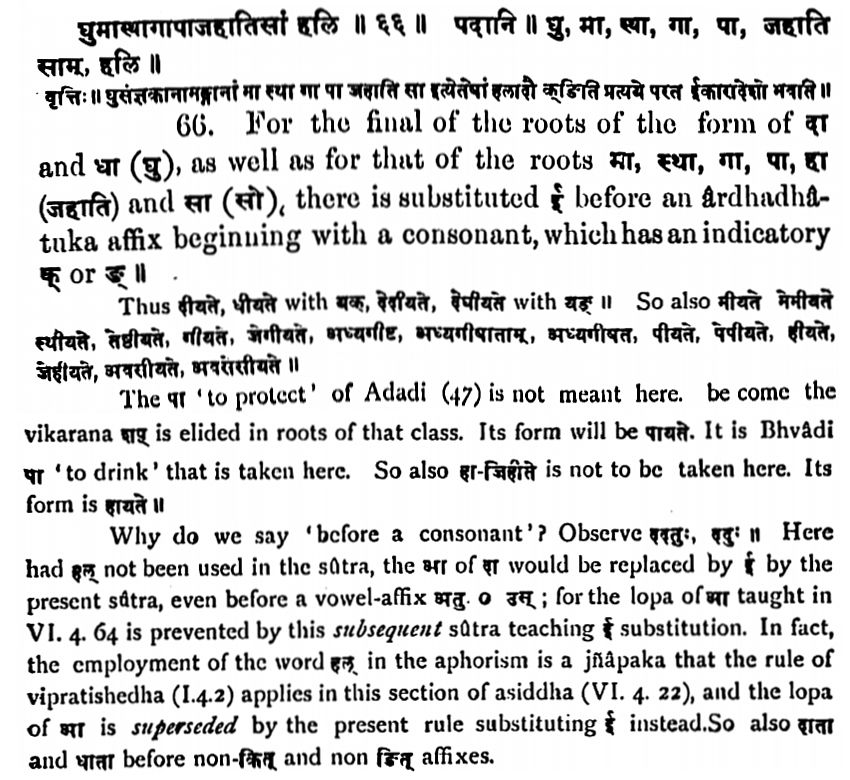 घुमास्थागापाजहातिसां हलि ॥ ६६ ॥ पदानि ॥ घु, मा, स्था, गा, पा, जहाति
साम्, हलि ॥
वृत्तिः ॥ घुसंज्ञकानामङ्गानां मा स्था गा पा जहाति सा इत्येतेषां हलादौ क्ङिति प्रत्यये परत ईकारादेशो भवति ॥
66. For the final of the roots of the form of दा
and धा (घु), as well as for that of the roots मा, स्था, गा, पा, हा
(जहाति) and सा (सो), there is substituted ई before an ârdhadhâ-
tuka affix beginning with a consonant, which has an indicatory
क् or ङ् ॥
Thus दीयते, धीयते with यक्, देदीयते, देधीयते with यङ् ॥ So also मीयते मेमीयते
स्थीयते, तेष्ठीयते, गीयते, जेगीयते, अध्यगीष्ट, अध्यगीषाताम्, अध्यगीषत, पीयते, पेपीयते, हीयते,
जेहीयते, अवसीयते, अवसेसीयते ॥
The पा 'to protect' of Adadi (47) is not meant here. be come the
vikarana शप् is elided in roots of that class. Its form will be पायते. It is Bhvâdi
पा 'to drink' that is taken here. So also हा-जिहीते is not to be taken here. Its
form is हायते ॥
Why do we say 'before a consonant'? Observe ददतुः, ददुः ॥ Here
had हल् not been used in the sûtra, the आ of दा would be replaced by ई by the
present sûtra, even before a vowel-affix अतु. ० उस् ; for the lopa of आ taught in
VI. 4. 64 is prevented by this subsequent sûtra teaching ई substitution. In fact,
the employment of the word हल् in the aphorism is a jñâpaka that the rule of
vipratishedha (I.4.2) applies in this section of asiddha (VI. 4. 22), and the lopa
of आ is superseded by the present rule substituting ई instead.So also दाता
and धाता before non-कित् and non ङित् affixes.